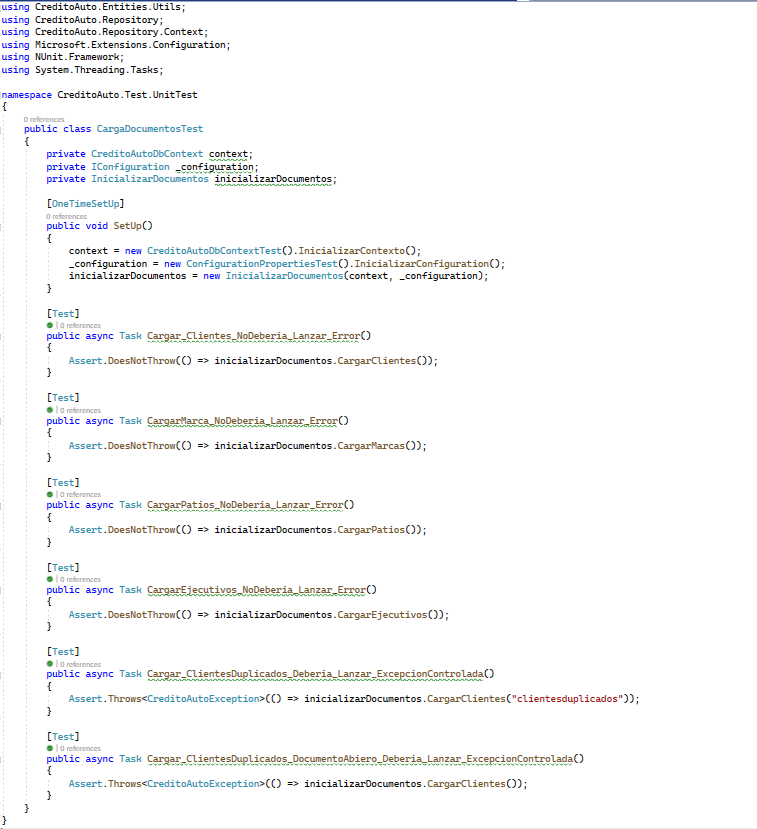 using CreditoAuto.Entities.Utils;
using CreditoAuto.Repository;
using CreditoAuto.Repository.Context;
using Microsoft.Extensions.Configuration;
using NUnit.Framework;
using System.Threading.Tasks;
namespace CreditoAuto.Test.UnitTest
{
0 references
public class CargaDocumentosTest
{
private CreditoAutoDbContext context;
private IConfiguration _configuration;
private InicializarDocumentos inicializarDocumentos;
[OneTimeSetUp]
0 references
public void SetUp()
{
context = new CreditoAutoDbContextTest().InicializarContexto();
_configuration = new ConfigurationPropertiesTest().InicializarConfiguration();
inicializarDocumentos = new InicializarDocumentos(context, _configuration);
}
[Test]
| 0 references
public async Task Cargar_Clientes_NoDeberia_Lanzar_Error()
{
Assert.DoesNotThrow(() => inicializarDocumentos.CargarClientes());
}
[Test]
| 0 references
public async Task CargarMarca_NoDeberia_Lanzar_Error()
{
Assert.DoesNotThrow(() => inicializarDocumentos.CargarMarcas());
}
[Test]
| 0 references
public async Task CargarPatios_NoDeberia_Lanzar_Error()
{
Assert.DoesNotThrow(() => inicializarDocumentos.CargarPatios());
}
[Test]
| 0 references
public async Task CargarEjecutivos_NoDeberia_Lanzar_Error()
{
Assert.DoesNotThrow(() => inicializarDocumentos.CargarEjecutivos());
}
[Test]
| 0 references
public async Task Cargar_ClientesDuplicados_Deberia_Lanzar_ExcepcionControlada()
{
Assert.Throws<CreditoAutoException>(() => inicializarDocumentos.CargarClientes("clientesduplicados"));
}
[Test]
| 0 references
public async Task Cargar_ClientesDuplicados_DocumentoAbiero_Deberia_Lanzar_ExcepcionControlada()
{
Assert.Throws<CreditoAutoException>(() => inicializarDocumentos.CargarClientes());
}
}
}